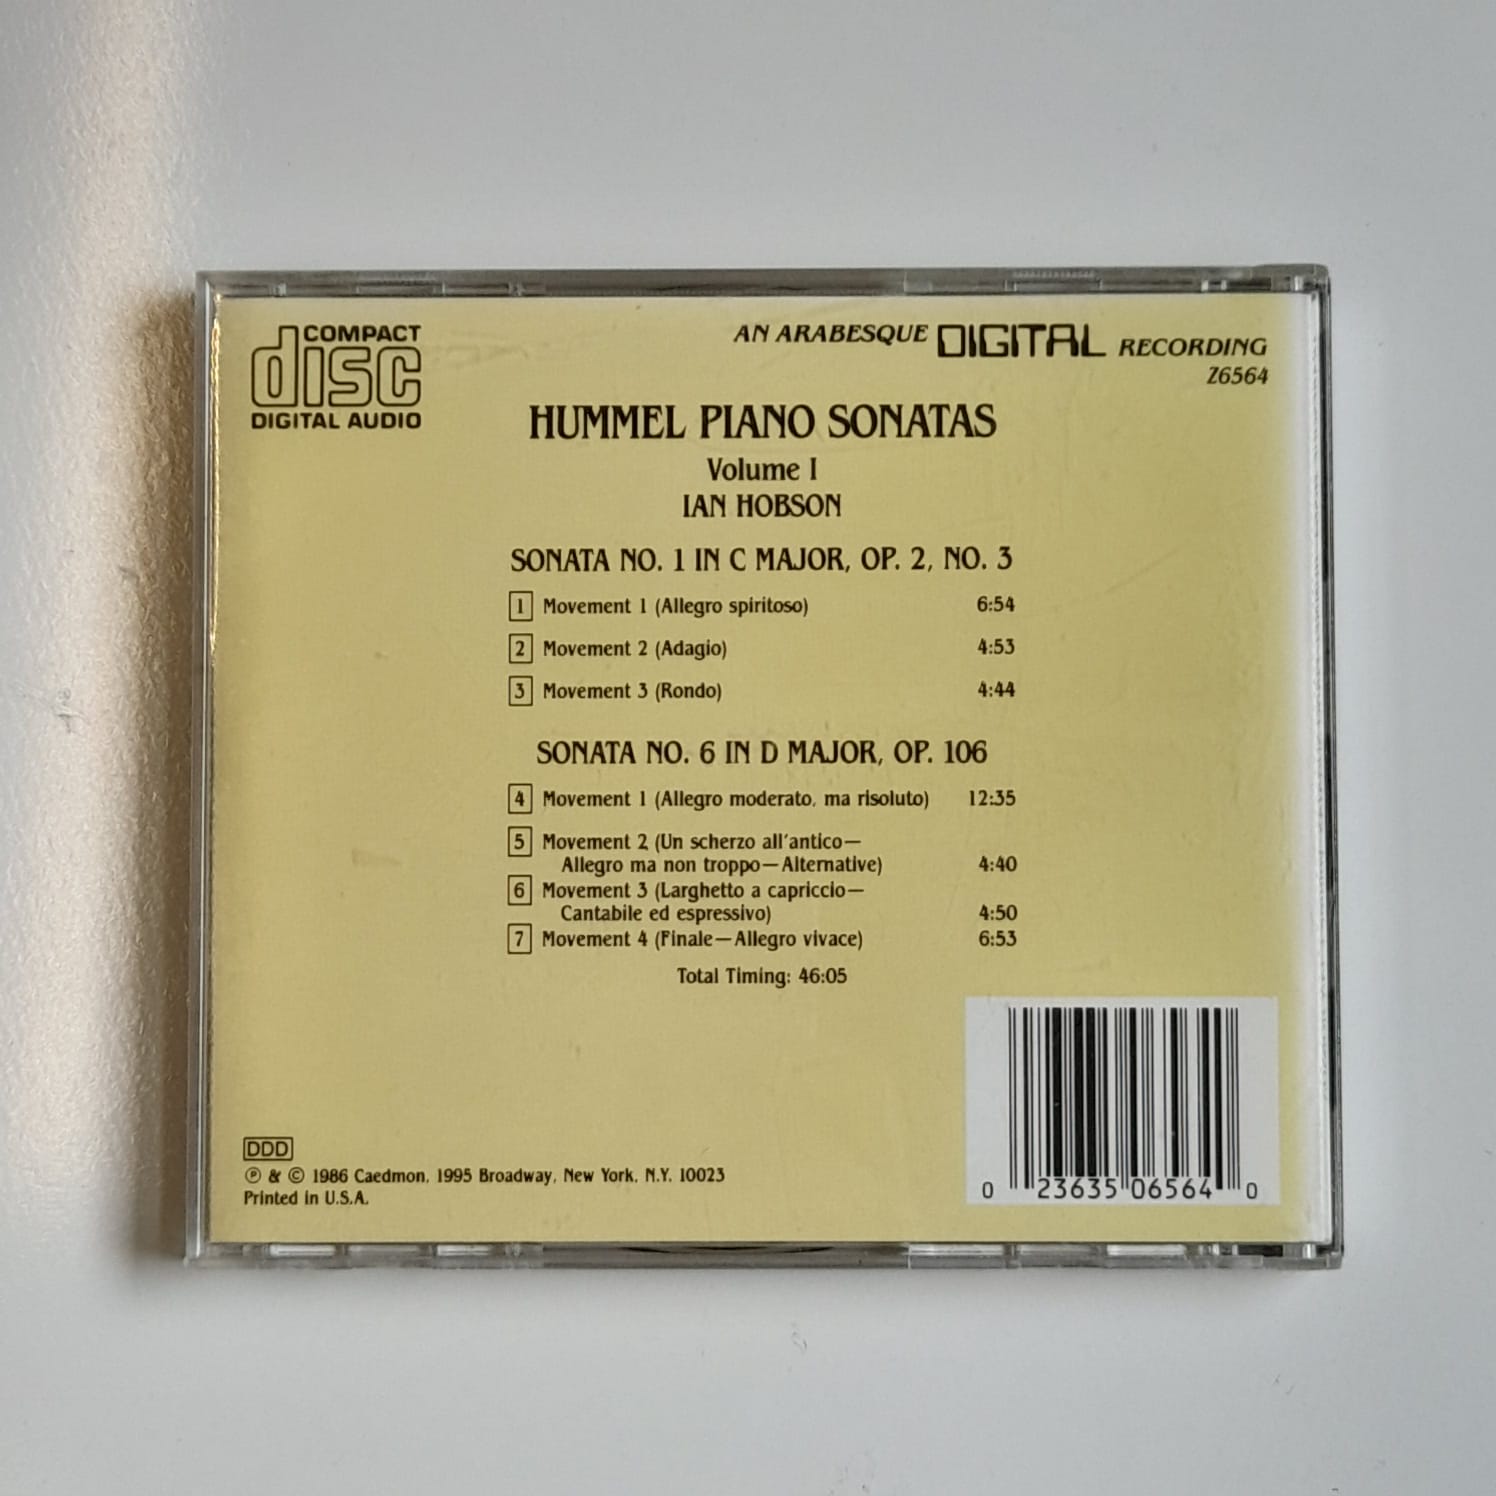 COMPACT
disc
DIGITAL AUDIO
AN ARABESQUE DIGITAL RECORDING
Z6564
HUMMEL PIANO SONATAS
Volume I
IAN HOBSON
SONATA NO. 1 IN C MAJOR, OP. 2, NO. 3
1 Movement 1 (Allegro spiritoso) 6:54
2 Movement 2 (Adagio) 4:53
3 Movement 3 (Rondo) 4:44
SONATA NO. 6 IN D MAJOR, OP. 106
4 Movement 1 (Allegro moderato, ma risoluto) 12:35
5 Movement 2 (Un scherzo all'antico—
Allegro ma non troppo—Alternative) 4:40
6 Movement 3 (Larghetto a capriccio—
Cantabile ed espressivo) 4:50
7 Movement 4 (Finale—Allegro vivace) 6:53
Total Timing: 46:05
DDD
℗ & © 1986 Caedmon, 1995 Broadway, New York, N.Y. 10023
Printed in U.S.A.
0 23635 06564 0